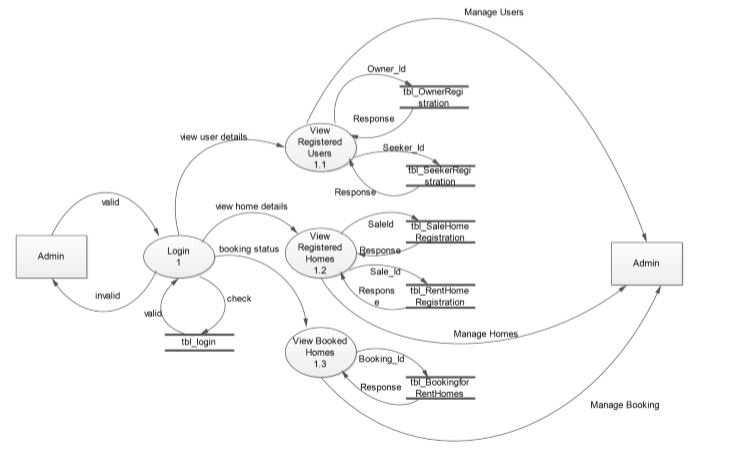 Manage Users
Owner_Id
tbl_OwnerRegi
stration
Response
View
Registered
Users
1.1
view user details
Seeker_Id
tbl_SeekerRegi
stration
Response
valid
view home details
SaleId
tbl_SaleHome
Registration
View
Registered
Homes
1.2
Response
Admin
Login
1
booking status
Admin
Sale_Id
Respons
e
tbl_RentHome
Registration
invalid
check
valid
tbl_login
Manage Homes
View Booked
Homes
1.3
Booking_Id
tbl_Bookingfor
RentHomes
Response
Manage Booking